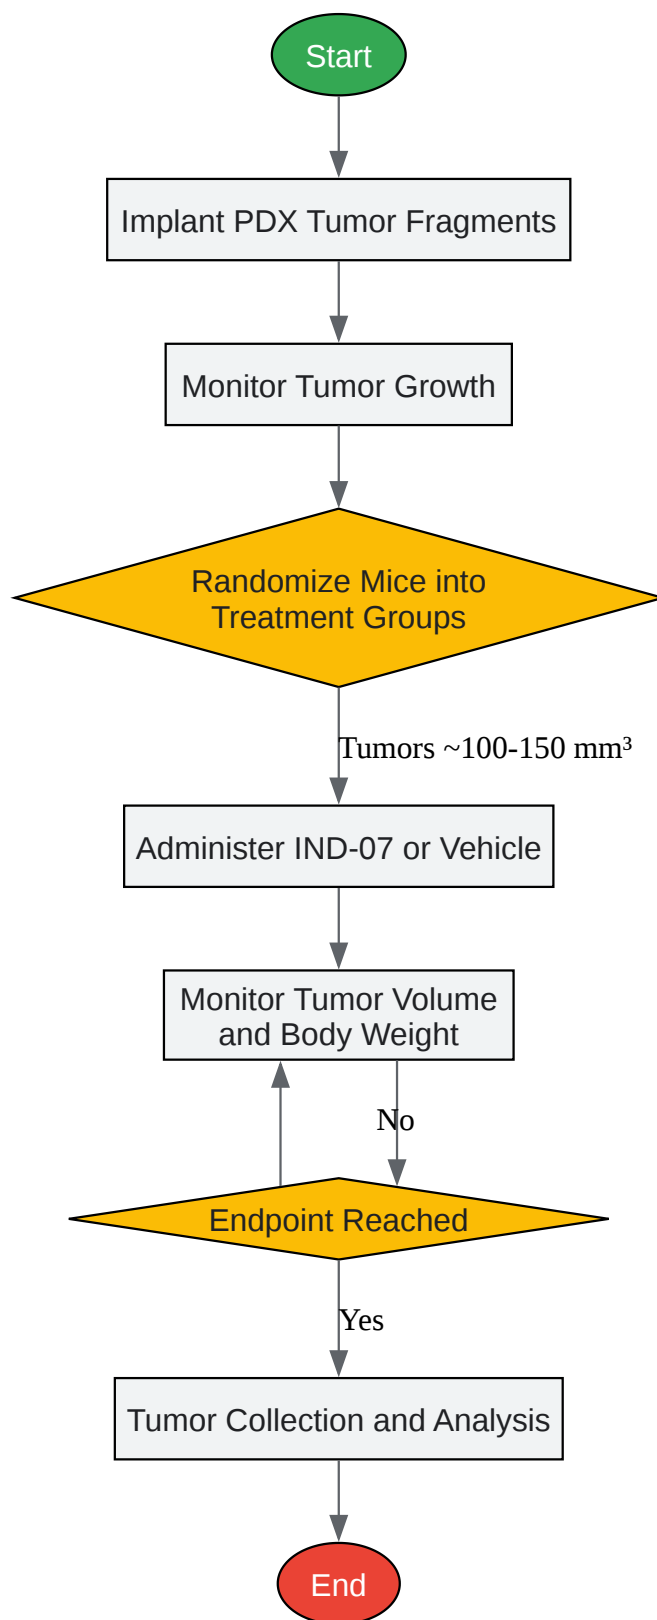 Start
Implant PDX Tumor Fragments
Monitor Tumor Growth
Randomize Mice into
Treatment Groups
Tumors ~100-150 mm³
Administer IND-07 or Vehicle
Monitor Tumor Volume
and Body Weight
No
Endpoint Reached
Yes
Tumor Collection and Analysis
End